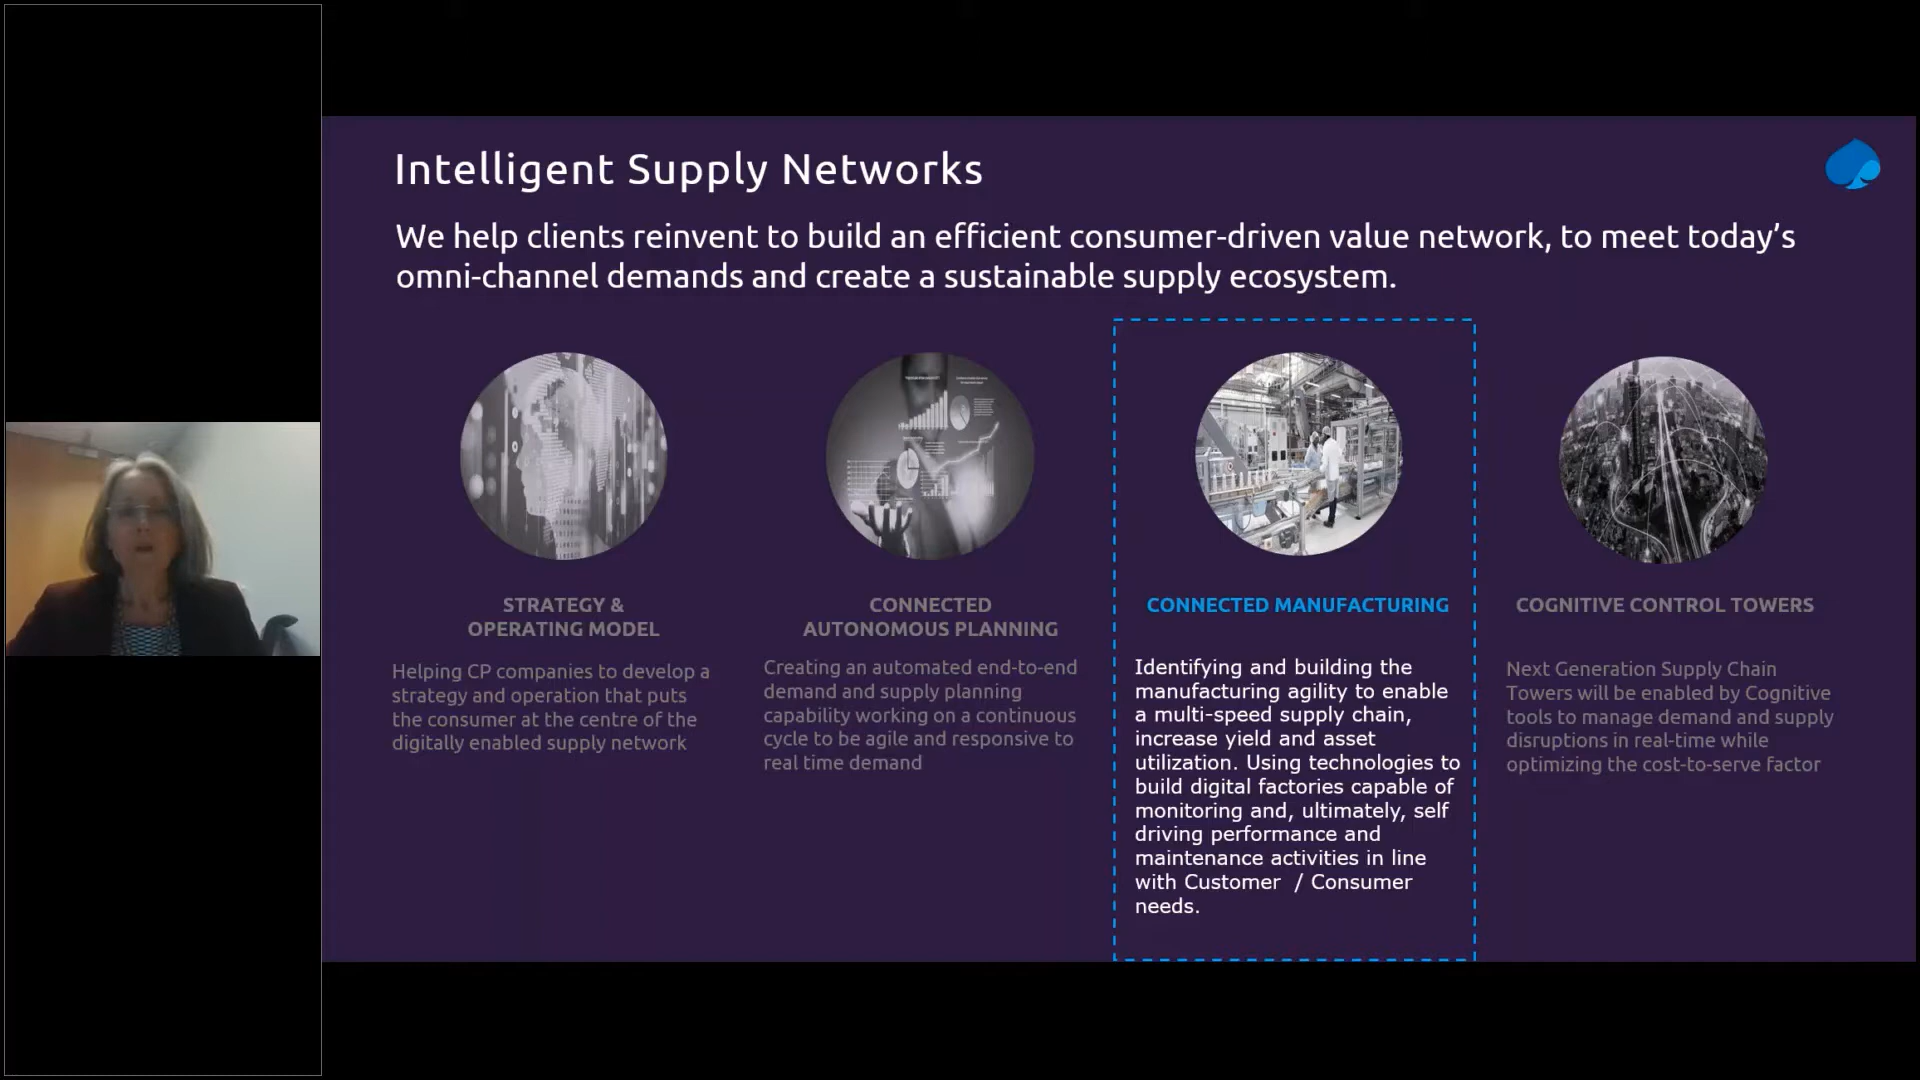 Intelligent Supply Networks
We help clients reinvent to build an efficient consumer-driven value network, to meet today’s
omni-channel demands and create a sustainable supply ecosystem.
STRATEGY &
OPERATING MODEL
Helping CP companies to develop a
strategy and operation that puts
the consumer at the centre of the
digitally enabled supply network
CONNECTED
AUTONOMOUS PLANNING
Creating an automated end-to-end
demand and supply planning
capability working on a continuous
cycle to be agile and responsive to
real time demand
CONNECTED MANUFACTURING
Identifying and building the
manufacturing agility to enable
a multi-speed supply chain,
increase yield and asset
utilization. Using technologies to
build digital factories capable of
monitoring and, ultimately, self
driving performance and
maintenance activities in line
with Customer  / Consumer
needs.
COGNITIVE CONTROL TOWERS
Next Generation Supply Chain
Towers will be enabled by Cognitive
tools to manage demand and supply
disruptions in real-time while
optimizing the cost-to-serve factor